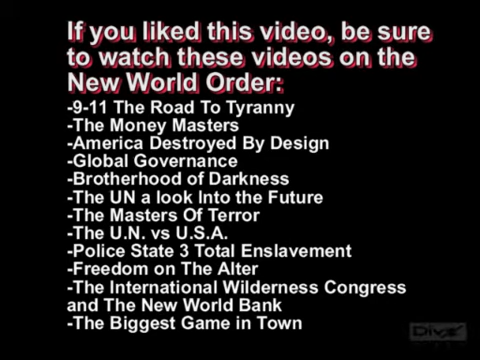 If you liked this video, be sure
to watch these videos on the
New World Order:
-9-11 The Road To Tyranny
-The Money Masters
-America Destroyed By Design
-Global Governance
-Brotherhood of Darkness
-The UN a look Into the Future
-The Masters Of Terror
-The U.N. vs U.S.A.
-Police State 3 Total Enslavement
-Freedom on The Alter
-The International Wilderness Congress
and The New World Bank
-The Biggest Game in Town
DivX